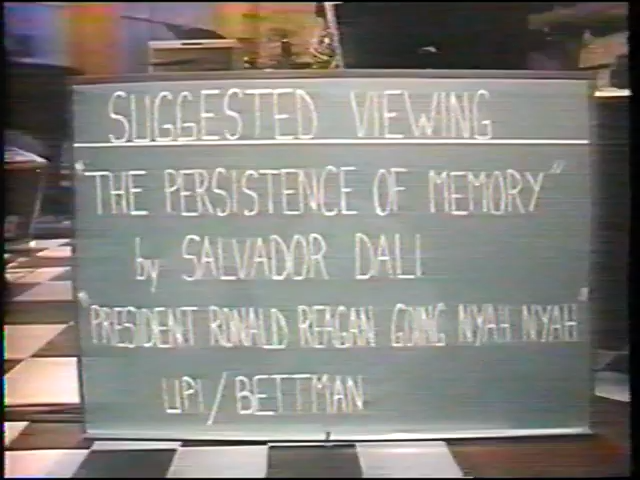 SUGGESTED VIEWING
"THE PERSISTENCE OF MEMORY"
by SALVADOR DALI
"PRESIDENT RONALD REAGAN GOING NYAH NYAH"
UPI/BETTMAN